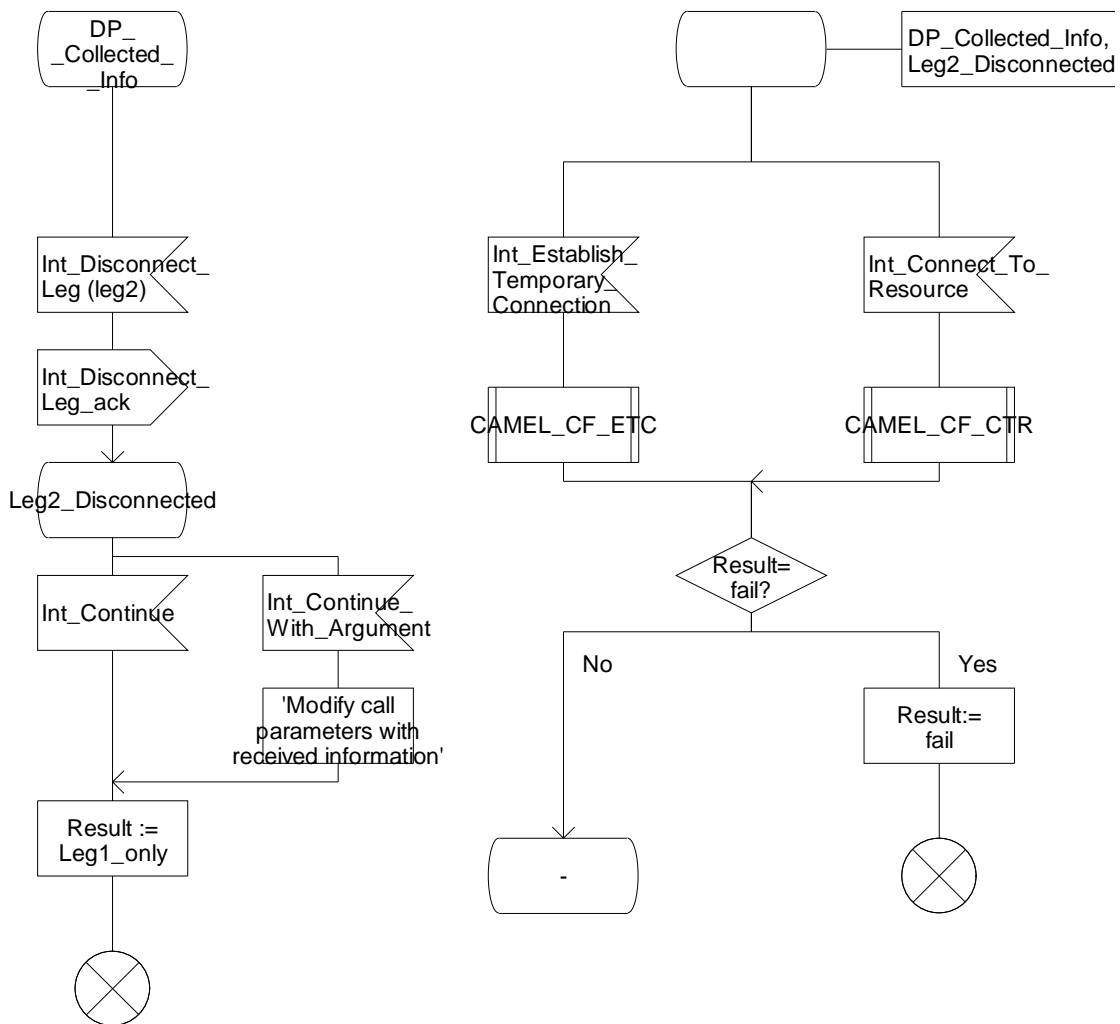 DP_
_Collected_
_Info
DP_Collected_Info,
Leg2_Disconnected
Int_Disconnect_
Leg (leg2)
Int_Establish_
Temporary_
Connection
Int_Connect_To_
Resource
Int_Disconnect_
Leg_ack
CAMEL_CF_ETC
CAMEL_CF_CTR
Leg2_Disconnected
Result=
fail?
Int_Continue
Int_Continue_
With_Argument
No
Yes
'Modify call
parameters with
received information'
Result:=
fail
Result :=
Leg1_only
-